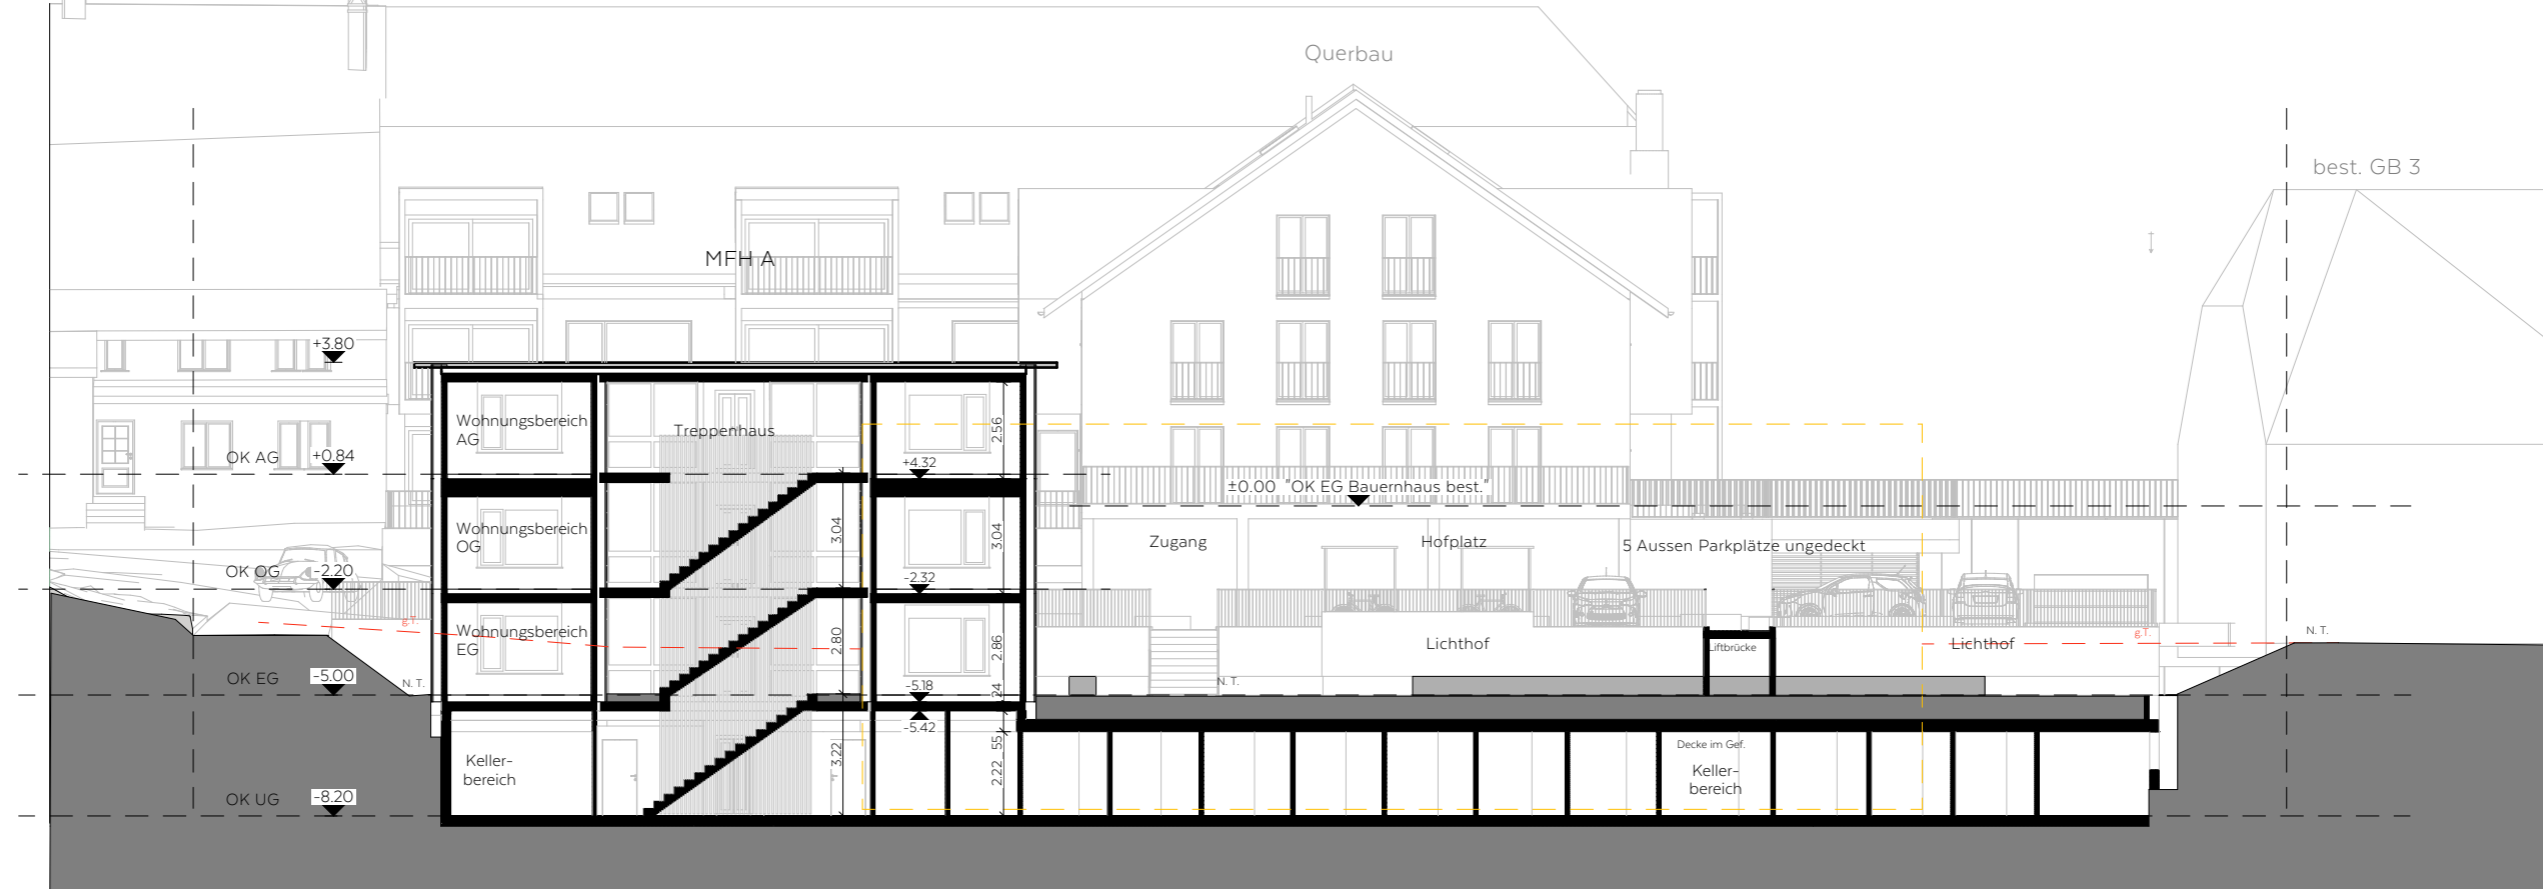 Querbau
best. GB 3
MFH A
+3.80
Wohnungsbereich
AG
Treppenhaus
2.56
OK AG
+0.84
+4.32
±0.00 "OK EG Bauernhaus best."
Wohnungsbereich
OG
3.04
3.04
Zugang
Hofplatz
5 Aussen Parkplätze ungedeckt
OK OG
-2.20
-2.32
g.T.
Wohnungsbereich
EG
2.80
2.86
Lichthof
Liftbrücke
Lichthof
g.T.
N. T.
OK EG
-5.00
N. T.
-5.18
24
N. T.
-5.42
Keller-
bereich
3.22
55
2.22
Decke im Gef.
Keller-
bereich
OK UG
-8.20